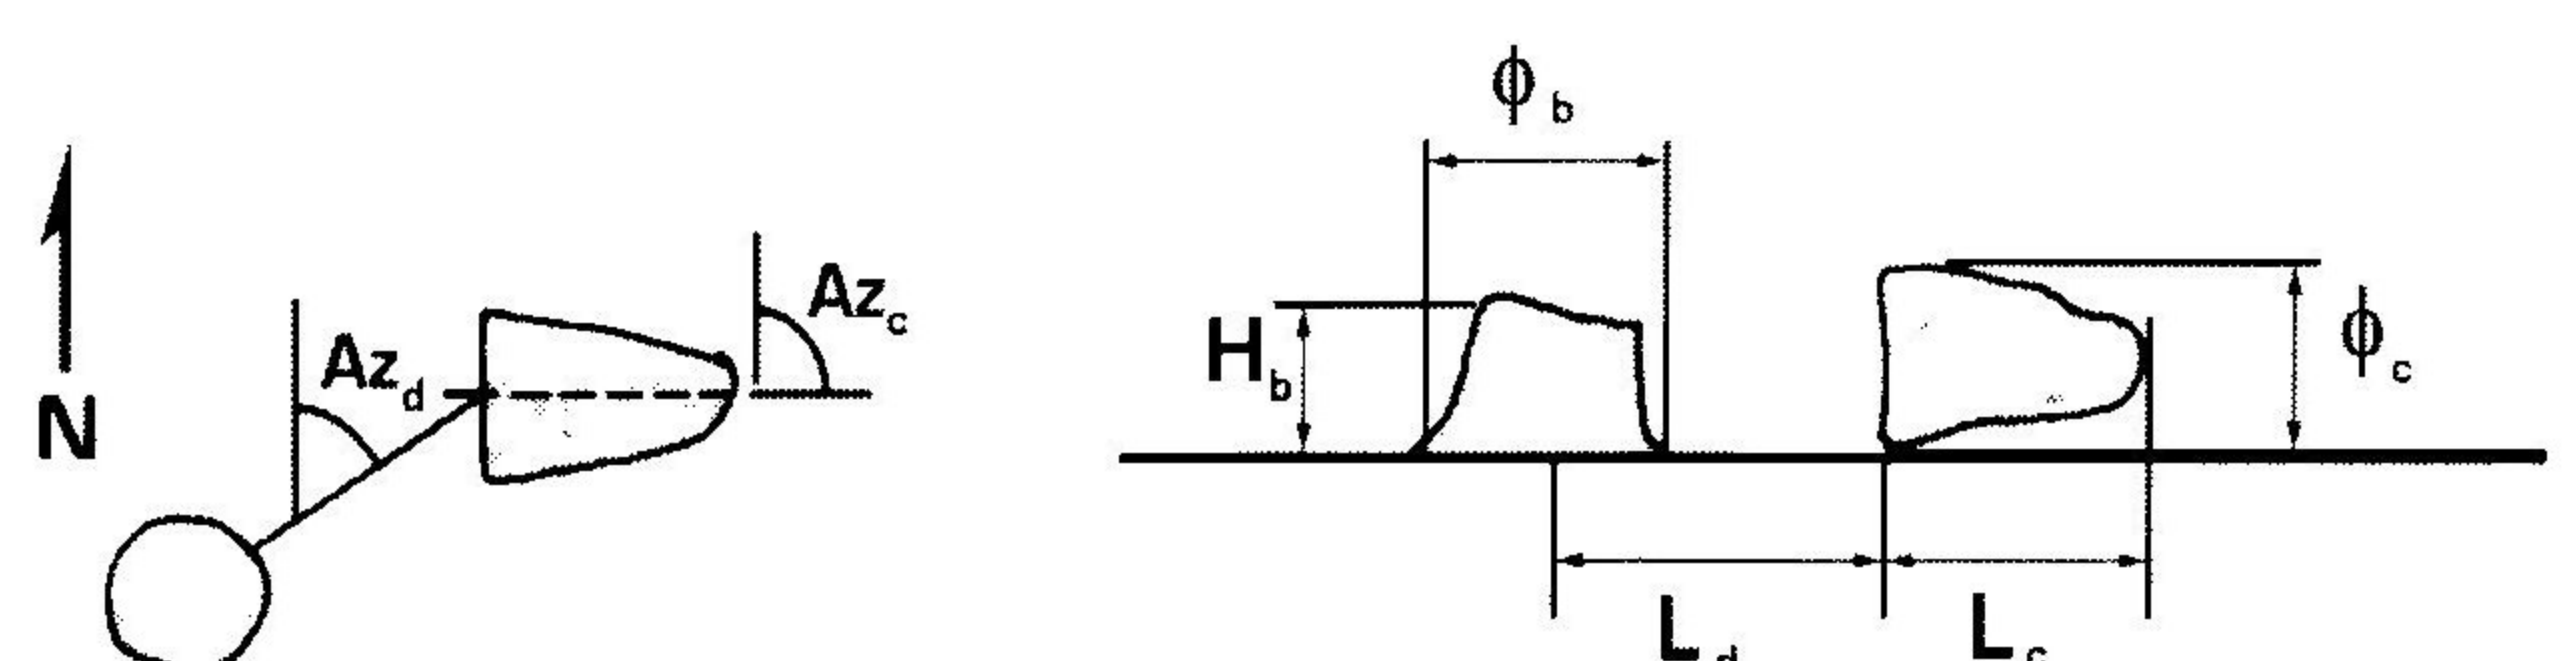 N
Az_d
Az_c
ϕ_b
H_b
ϕ_c
L_d
L_c